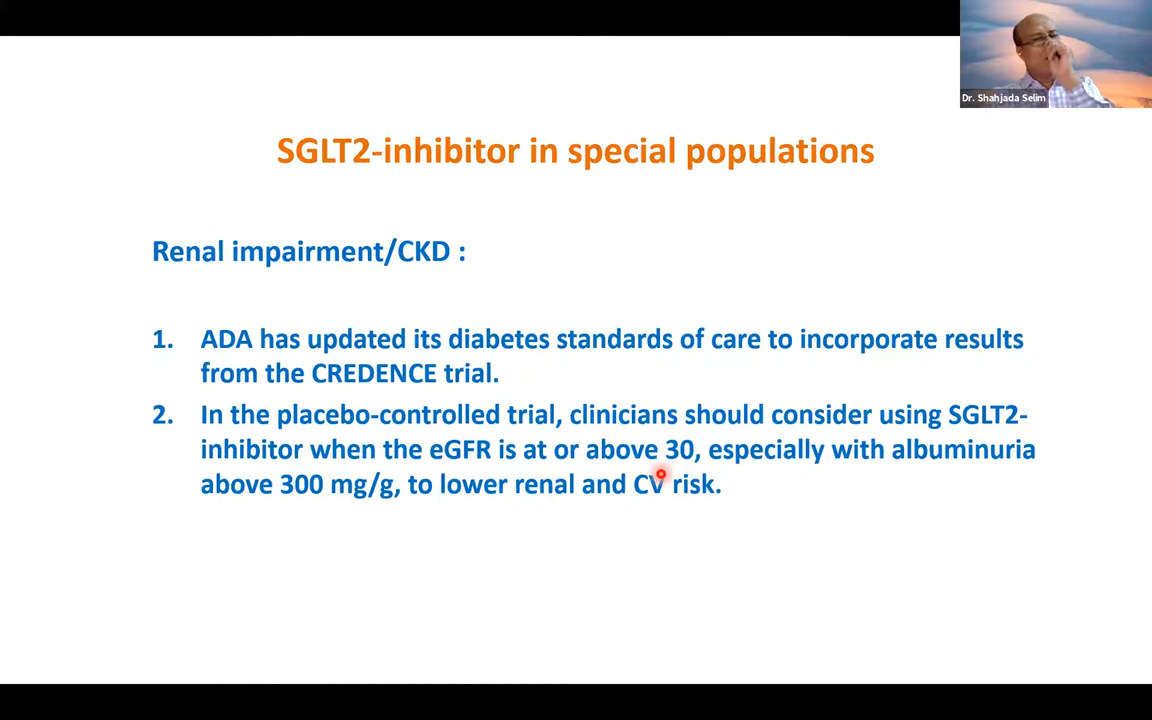 Dr. Shahjada Selim
SGLT2-inhibitor in special populations
Renal impairment/CKD :
1. ADA has updated its diabetes standards of care to incorporate results
from the CREDENCE trial.
2. In the placebo-controlled trial, clinicians should consider using SGLT2-
inhibitor when the eGFR is at or above 30, especially with albuminuria
above 300 mg/g, to lower renal and CV risk.